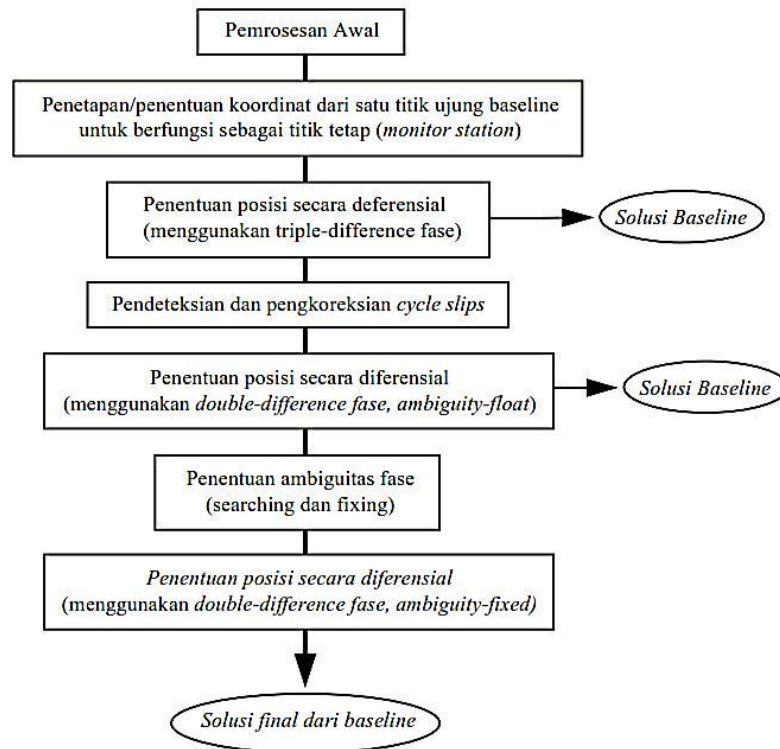 Pemrosesan Awal
Penetapan/penentuan koordinat dari satu titik ujung baseline
untuk berfungsi sebagai titik tetap (monitor station)
Penentuan posisi secara deferensial
(menggunakan triple-difference fase)
Solusi Baseline
Pendeteksian dan pengkoreksian cycle slips
Penentuan posisi secara diferensial
(menggunakan double-difference fase, ambiguity-float)
Solusi Baseline
Penentuan ambiguitas fase
(searching dan fixing)
Penentuan posisi secara diferensial
(menggunakan double-difference fase, ambiguity-fixed)
Solusi final dari baseline